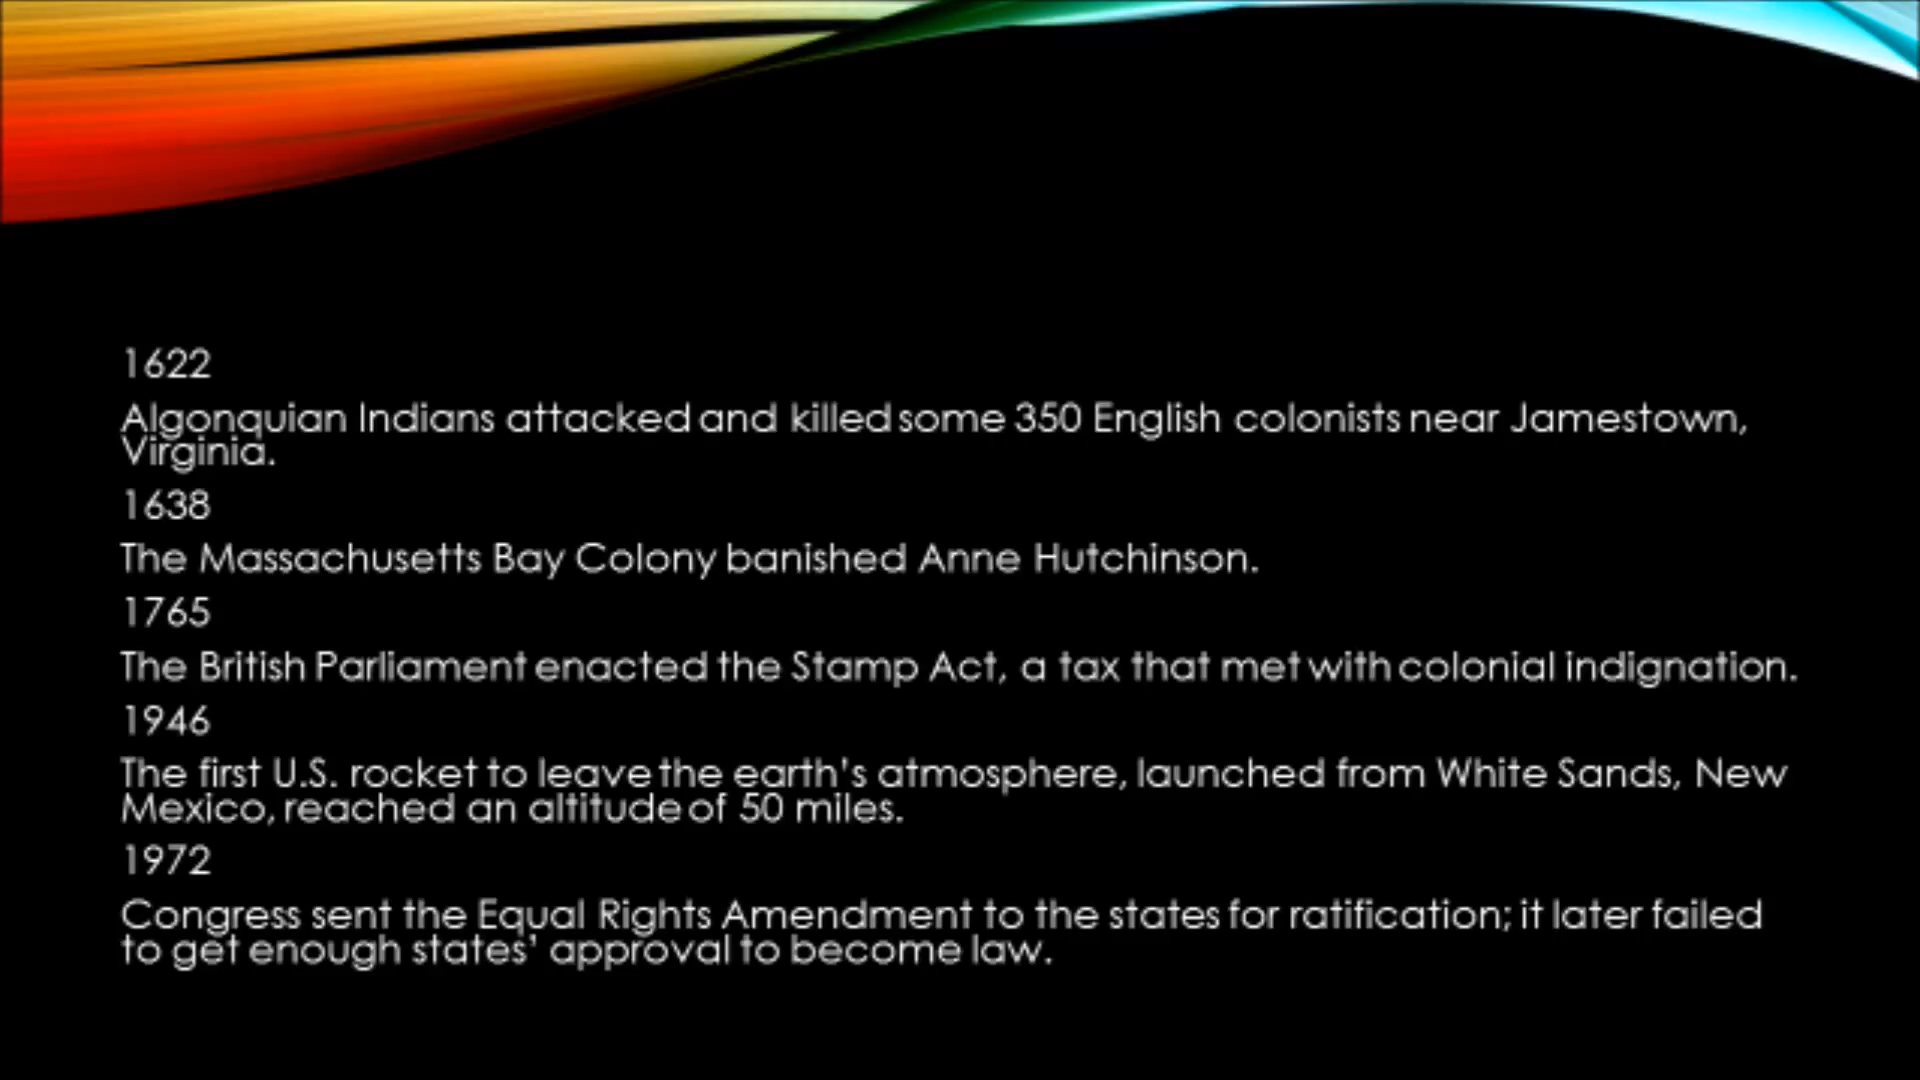 1622
Algonquian Indians attacked and killed some 350 English colonists near Jamestown,
Virginia.
1638
The Massachusetts Bay Colony banished Anne Hutchinson.
1765
The British Parliament enacted the Stamp Act, a tax that met with colonial indignation.
1946
The first U.S. rocket to leave the earth’s atmosphere, launched from White Sands, New
Mexico, reached an altitude of 50 miles.
1972
Congress sent the Equal Rights Amendment to the states for ratification; it later failed
to get enough states’ approval to become law.